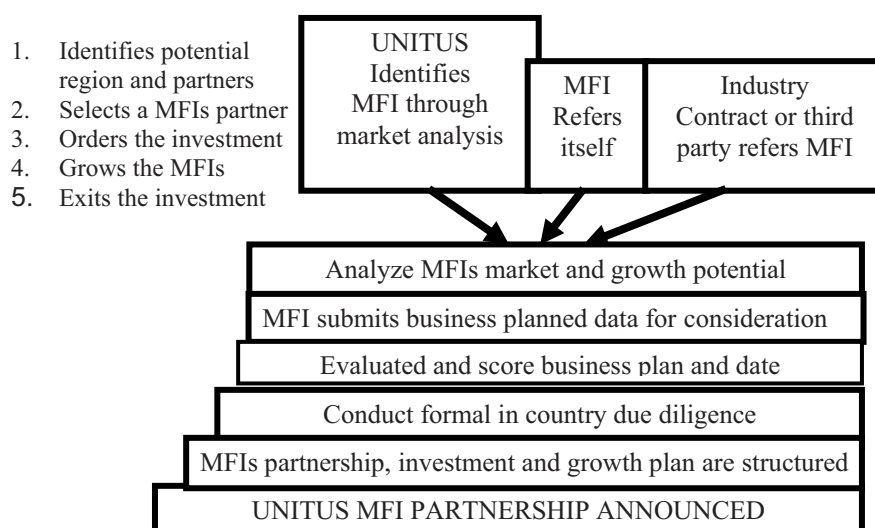 1. Identifies potential
region and partners
2. Selects a MFIs partner
3. Orders the investment
4. Grows the MFIs
5. Exits the investment
UNITUS
Identifies
MFI through
market analysis
MFI
Refers
itself
Industry
Contract or third
party refers MFI
Analyze MFIs market and growth potential
MFI submits business planned data for consideration
Evaluated and score business plan and date
Conduct formal in country due diligence
MFIs partnership, investment and growth plan are structured
UNITUS MFI PARTNERSHIP ANNOUNCED